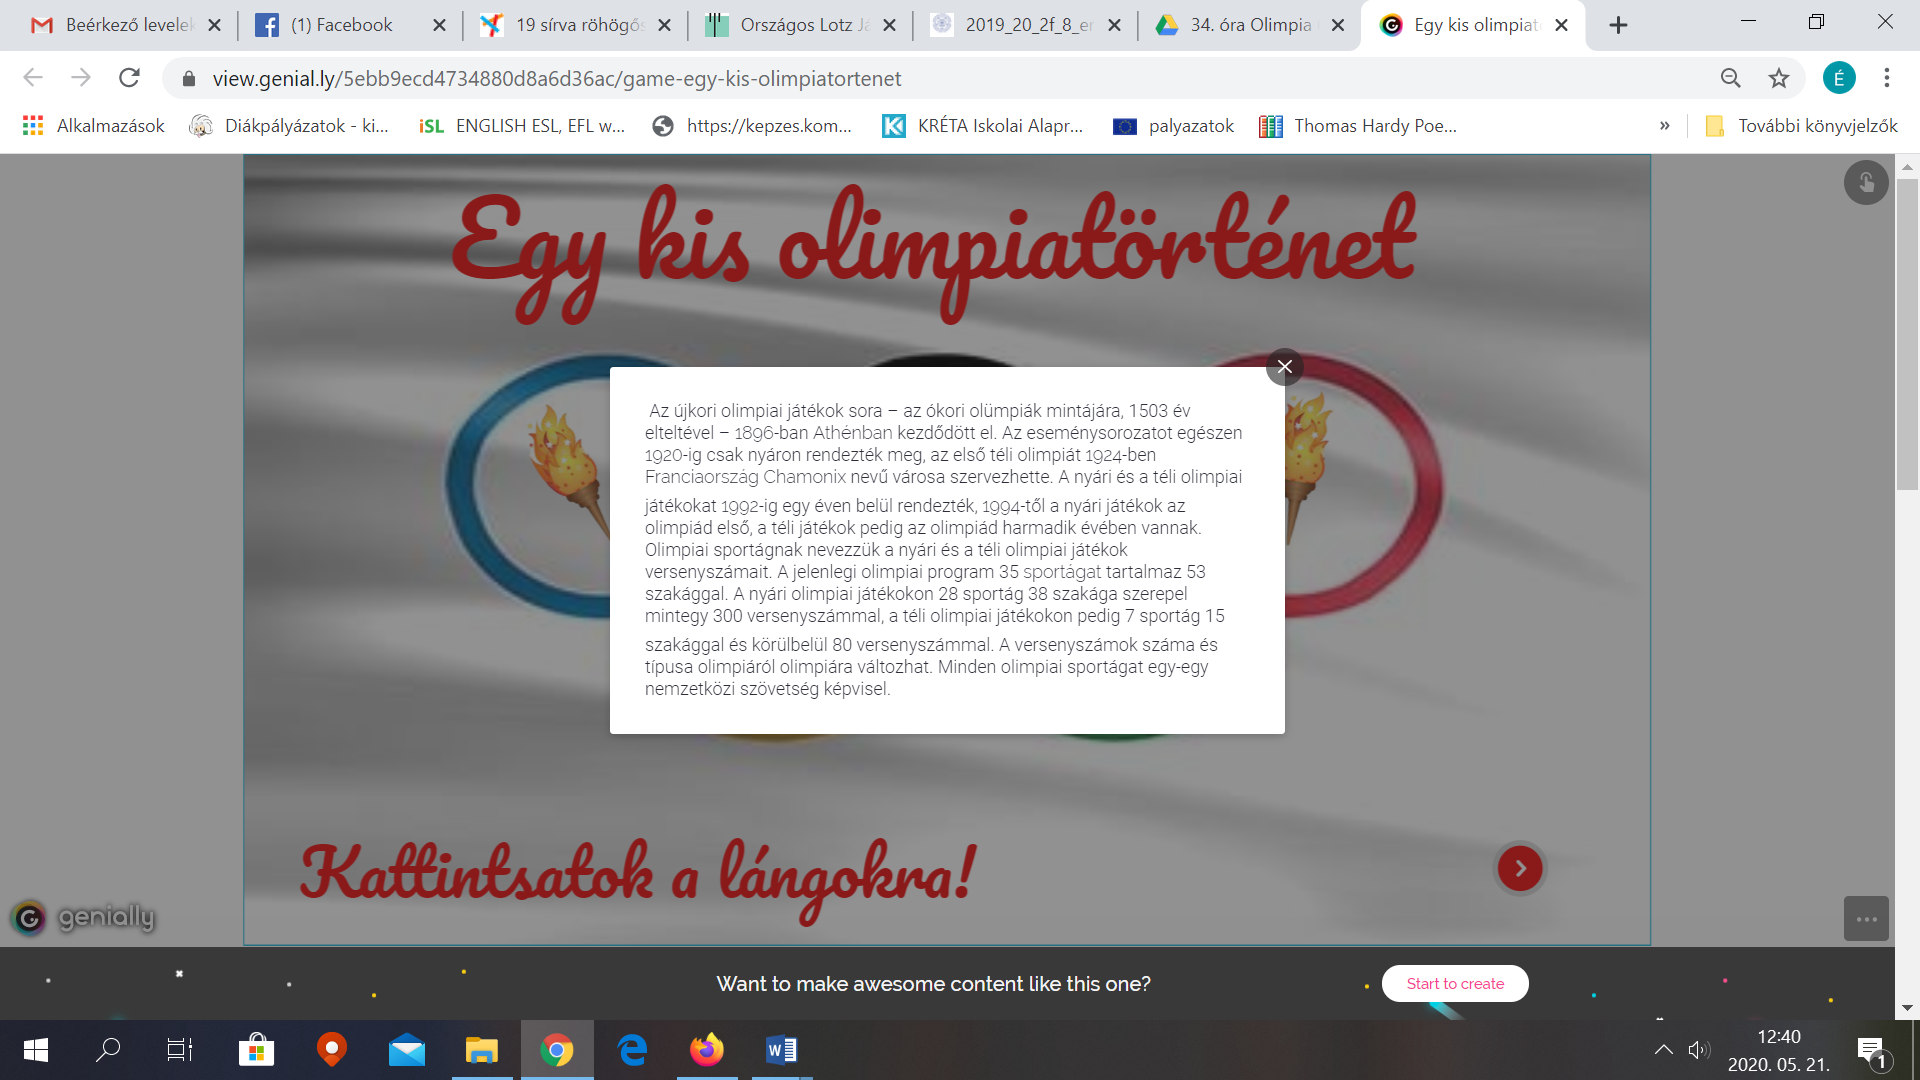 Beérkező levelek
(1) Facebook
19 sírva röhögős
Országos Lotz Já
2019_20_2f_8_er
34. óra Olimpia
Egy kis olimpiato
view.genial.ly/5ebb9ecd4734880d8a6d36ac/game-egy-kis-olimpiatortenet
É
Alkalmazások
Diákpályázatok - ki...
iSL
ENGLISH ESL, EFL w...
https://kepzes.kom...
KRÉTA Iskolai Alapr...
palyazatok
Thomas Hardy Poe...
»
További könyvjelzők
Egy kis olimpiatörténet
Az újkori olimpiai játékok sora – az ókori olümpiák mintájára, 1503 év
elteltével – 1896-ban Athénban kezdődött el. Az eseménysorozatot egészen
1920-ig csak nyáron rendezték meg, az első téli olimpiát 1924-ben
Franciaország Chamonix nevű városa szervezhette. A nyári és a téli olimpiai
játékokat 1992-ig egy éven belül rendezték, 1994-től a nyári játékok az
olimpiád első, a téli játékok pedig az olimpiád harmadik évében vannak.
Olimpiai sportágnak nevezzük a nyári és a téli olimpiai játékok
versenyszámait. A jelenlegi olimpiai program 35 sportágat tartalmaz 53
szakággal. A nyári olimpiai játékokon 28 sportág 38 szakága szerepel
mintegy 300 versenyszámmal, a téli olimpiai játékokon pedig 7 sportág 15
szakággal és körülbelül 80 versenyszámmal. A versenyszámok száma és
típusa olimpiáról olimpiára változhat. Minden olimpiai sportágat egy-egy
nemzetközi szövetség képvisel.
Kattintsatok a lángokra!
genially
Want to make awesome content like this one?
Start to create
12:40
2020. 05. 21.
1